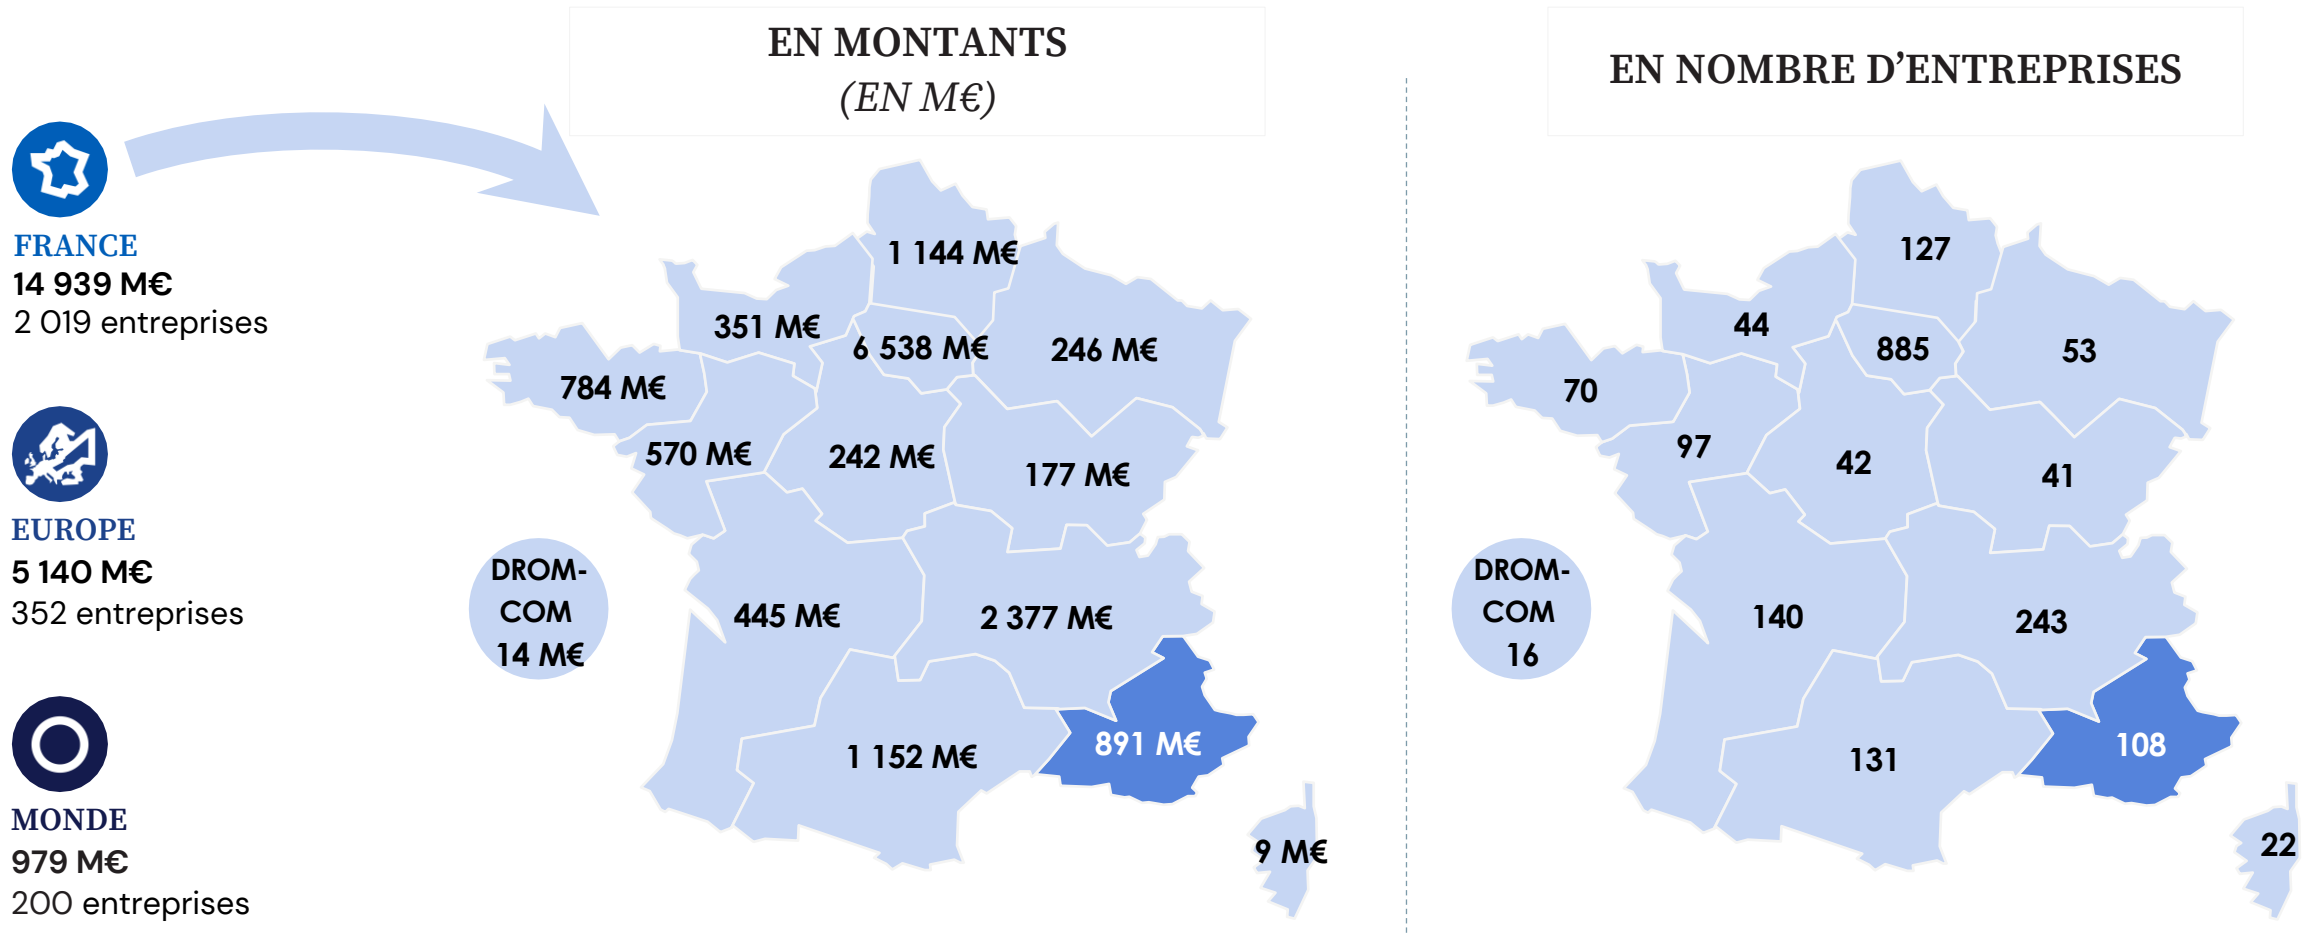 EN MONTANTS
(EN M€)
EN NOMBRE D’ENTREPRISES
FRANCE
14 939 M€
2 019 entreprises
EUROPE
5 140 M€
352 entreprises
MONDE
979 M€
200 entreprises
1 144 M€
351 M€
6 538 M€
246 M€
784 M€
570 M€
242 M€
177 M€
DROM-
COM
14 M€
445 M€
2 377 M€
1 152 M€
891 M€
9 M€
127
44
885
53
70
97
42
41
DROM-
COM
16
140
243
131
108
22